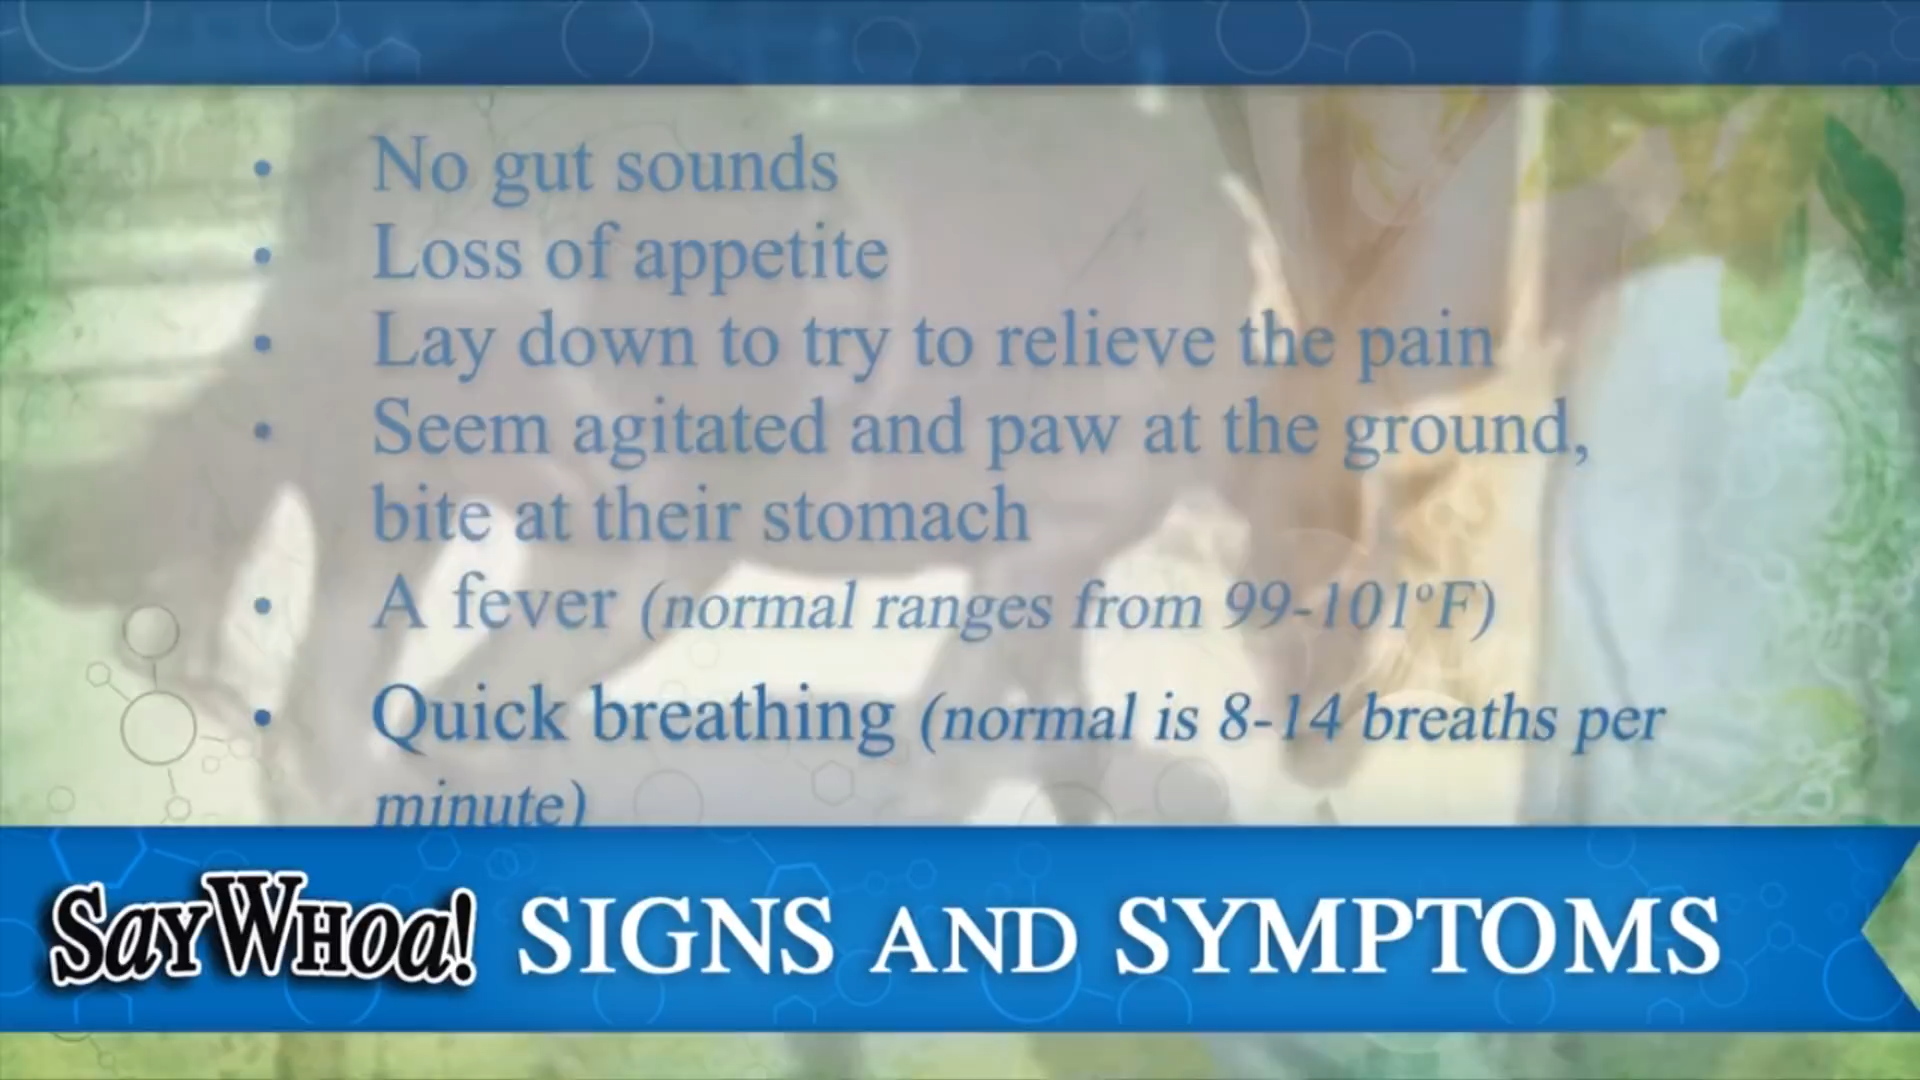 • No gut sounds
• Loss of appetite
• Lay down to try to relieve the pain
• Seem agitated and paw at the ground,
bite at their stomach
• A fever (normal ranges from 99-101ºF)
• Quick breathing (normal is 8-14 breaths per
minute)
SayWhoa! SIGNS AND SYMPTOMS